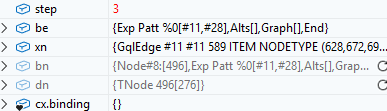 step 3
be {Exp Patt %0[#11,#28],Alts[],Graph[],End}
xn {GqlEdge #11 #11 589 ITEM NODETYPE (628,672,69...
bn {Node#8:[496],Exp Patt %0[#11,#28],Alts[],Graph[],...
dn {TNode 496[276]}
cx.binding {}